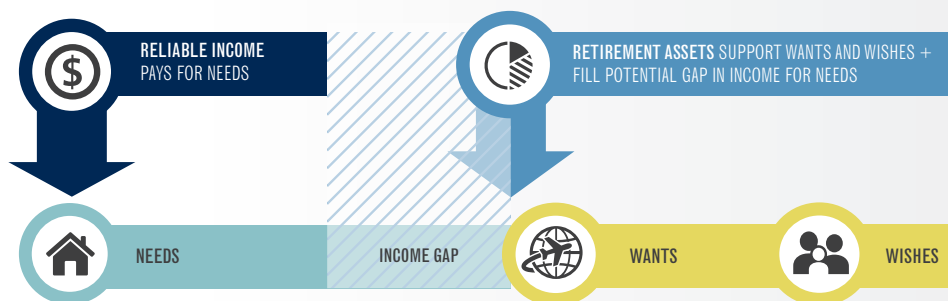 RELIABLE INCOME
PAYS FOR NEEDS
RETIREMENT ASSETS SUPPORT WANTS AND WISHES +
FILL POTENTIAL GAP IN INCOME FOR NEEDS
$
NEEDS
INCOME GAP
WANTS
WISHES